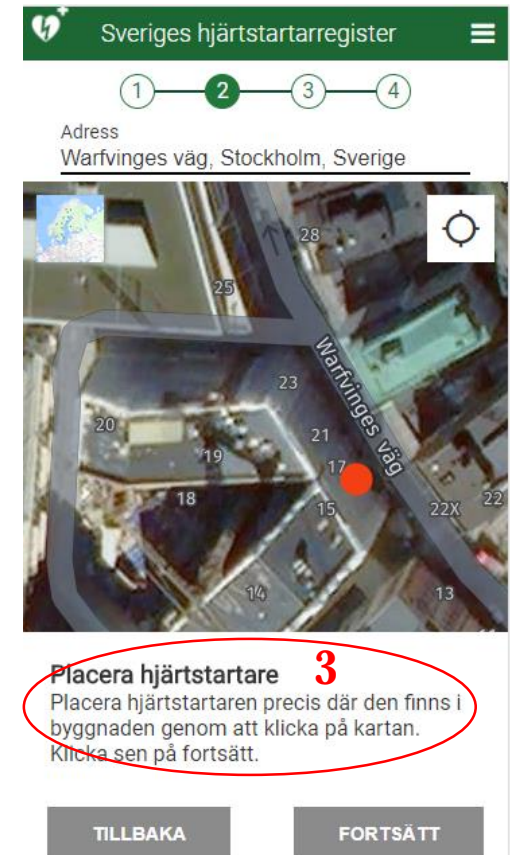 Sveriges hjärtstartarregister
1 2 3 4
Adress
Warfvinges väg, Stockholm, Sverige
28
25
Warfvinges väg
23
20
21
19
17
18
15
22X
22
14
13
Placera hjärtstartare
3
Placera hjärtstartaren precis där den finns i
byggnaden genom att klicka på kartan.
Klicka sen på fortsätt.
TILLBAKA
FORTSÄTT